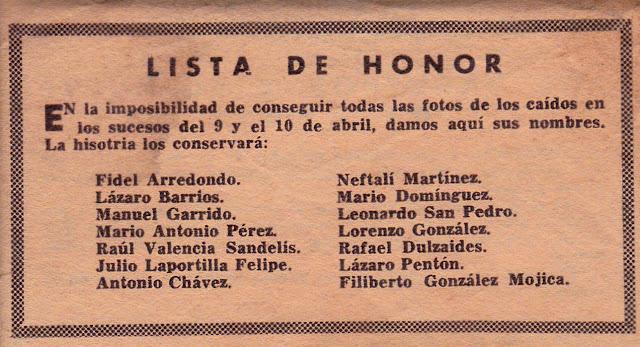 LISTA DE HONOR
EN la imposibilidad de conseguir todas las fotos de los caídos en
los sucesos del 9 y el 10 de abril, damos aquí sus nombres.
La hisotria los conservará:
Fidel Arredondo.
Lázaro Barrios.
Manuel Garrido.
Mario Antonio Pérez.
Raúl Valencia Sandelís.
Julio Laportilla Felipe.
Antonio Chávez.
Neftalí Martínez.
Mario Domínguez.
Leonardo San Pedro.
Lorenzo González.
Rafael Dulzaides.
Lázaro Pentón.
Filiberto González Mojica.